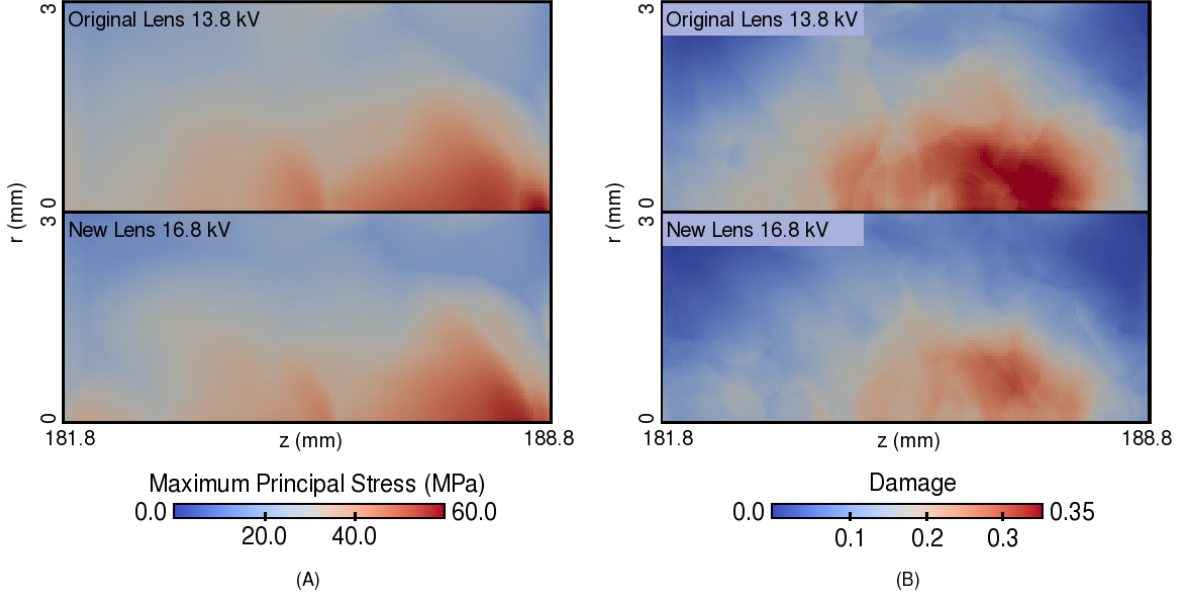 3
Original Lens 13.8 kV
0
3
New Lens 16.8 kV
0
r (mm)
181.8
z (mm)
188.8
Maximum Principal Stress (MPa)
0.0
60.0
20.0
40.0
(A)
3
Original Lens 13.8 kV
0
3
New Lens 16.8 kV
0
r (mm)
181.8
z (mm)
188.8
Damage
0.0
0.35
0.1
0.2
0.3
(B)